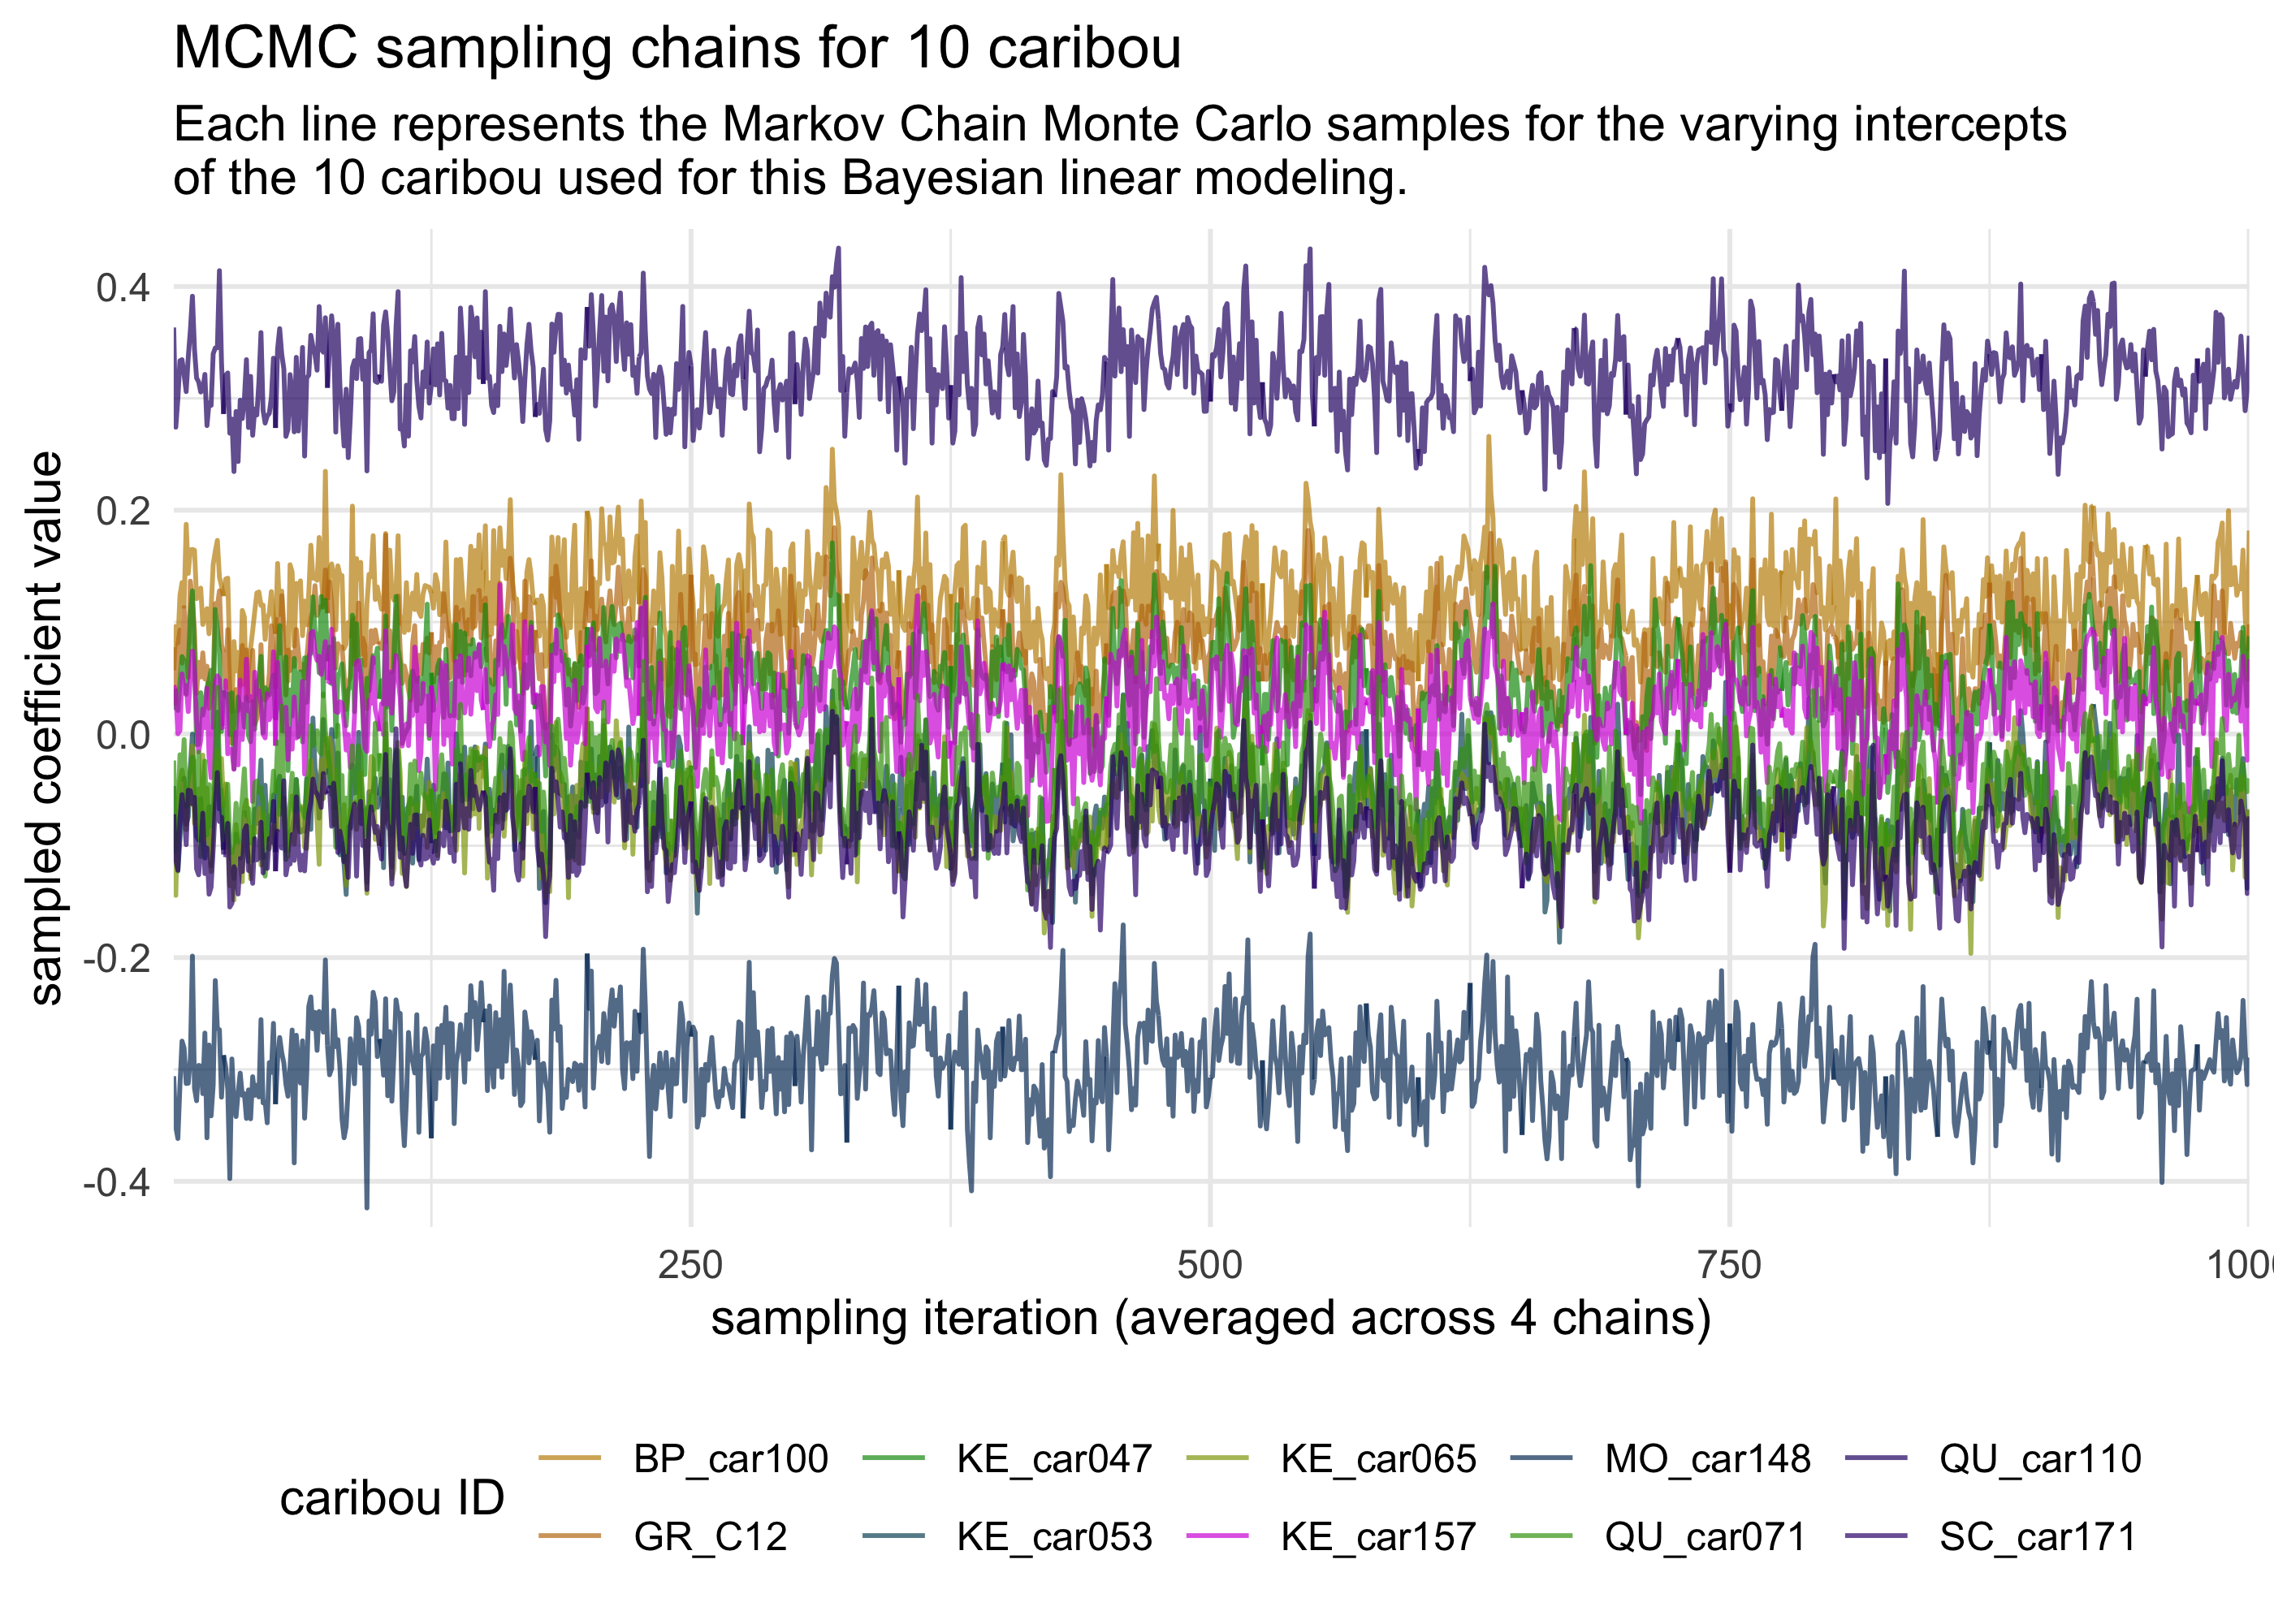 MCMC sampling chains for 10 caribou
Each line represents the Markov Chain Monte Carlo samples for the varying intercepts
of the 10 caribou used for this Bayesian linear modeling.
sampled coefficient value
0.4
0.2
0.0
-0.2
-0.4
250
500
750
100
sampling iteration (averaged across 4 chains)
caribou ID
BP_car100
KE_car047
KE_car065
MO_car148
QU_car110
GR_C12
KE_car053
KE_car157
QU_car071
SC_car171